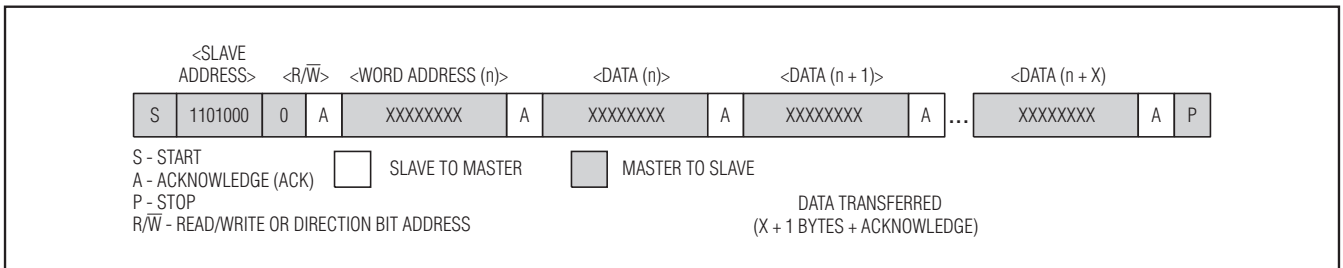 <SLAVE
ADDRESS> <R/W̅> <WORD ADDRESS (n)> <DATA (n)> <DATA (n + 1)> <DATA (n + X)
S 1101000 0 A XXXXXXXX A XXXXXXXX A XXXXXXXX A ... XXXXXXXX A P
S - START
A - ACKNOWLEDGE (ACK) SLAVE TO MASTER MASTER TO SLAVE
P - STOP DATA TRANSFERRED
R/W̅ - READ/WRITE OR DIRECTION BIT ADDRESS (X + 1 BYTES + ACKNOWLEDGE)